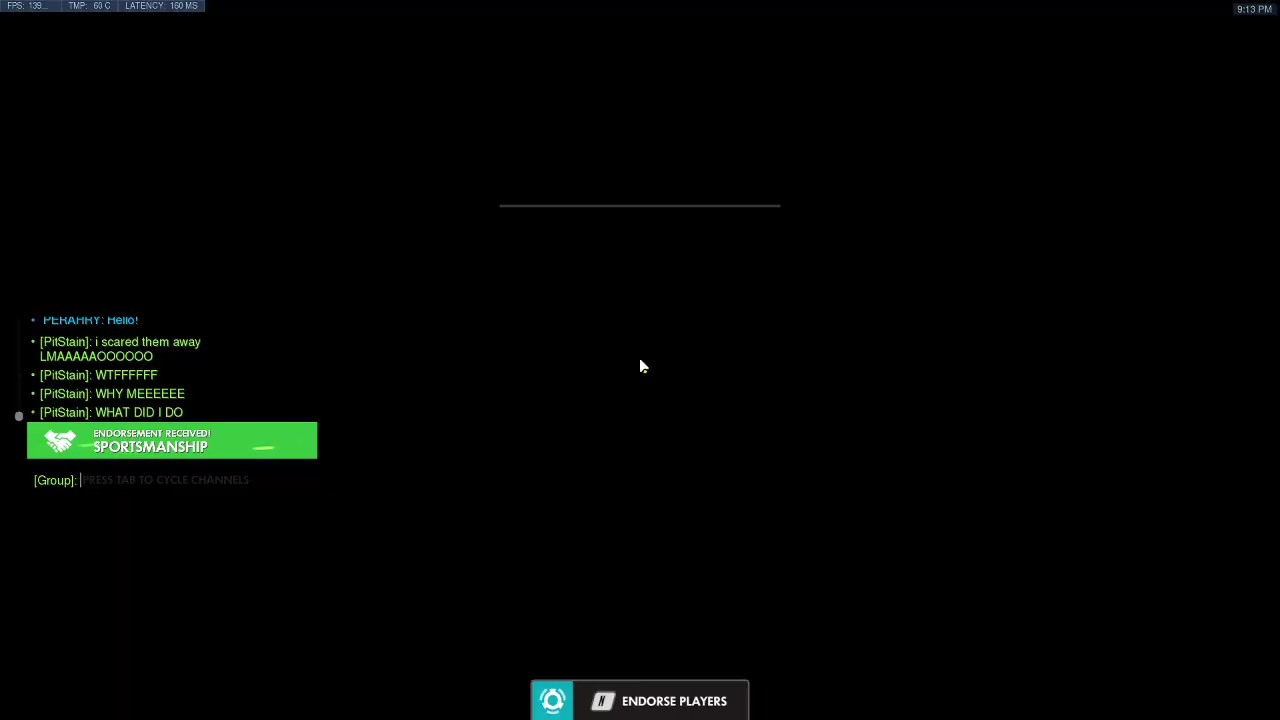 FPS: 139... TMP: 60 C LATENCY: 160 MS
9:13 PM
• PERAHRY: Hello!
• [PitStain]: i scared them away
LMAAAAAOOOOOO
• [PitStain]: WTFFFFFF
• [PitStain]: WHY MEEEEEE
• [PitStain]: WHAT DID I DO
ENDORSEMENT RECEIVED!
SPORTSMANSHIP
[Group]: PRESS TAB TO CYCLE CHANNELS
N ENDORSE PLAYERS